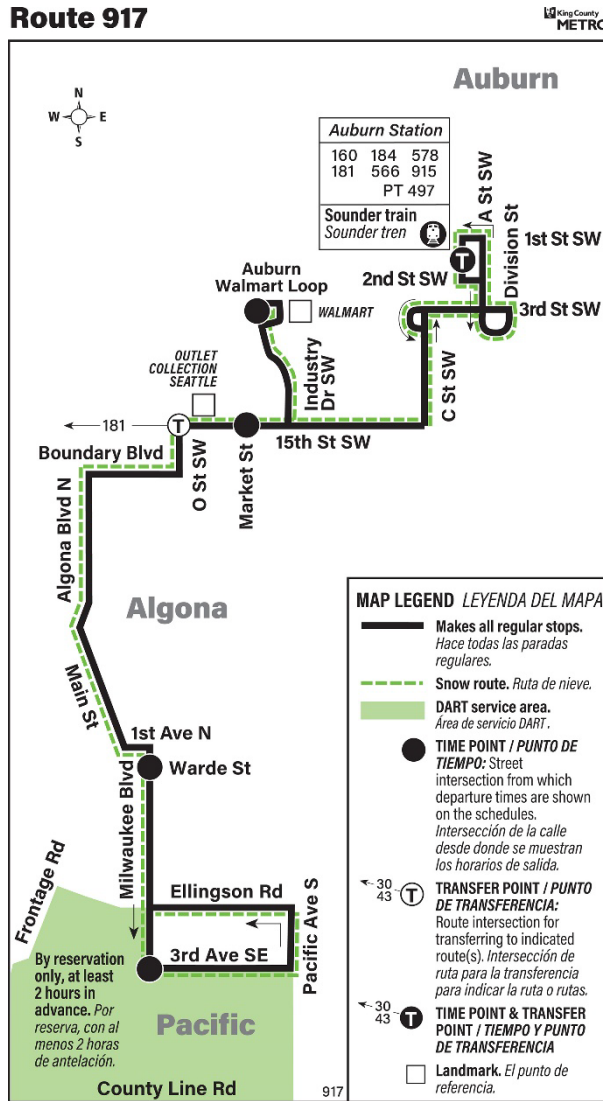 Route 917
King County
METRO
Auburn
N
W E
S
Auburn Station
160 184 578
181 566 915
PT 497
Sounder train
Sounder tren
T
A St SW
Division St
1st St SW
2nd St SW
3rd St SW
Auburn
Walmart Loop
WALMART
OUTLET
COLLECTION
SEATTLE
Industry
Dr SW
C St SW
181
T
15th St SW
Boundary Blvd
O St SW
Market St
Algona Blvd N
Algona
Main St
1st Ave N
Warde St
Milwaukee Blvd
Frontage Rd
Ellingson Rd
3rd Ave SE
Pacific Ave S
By reservation
only, at least
2 hours in
advance. Por
reserva, con al
menos 2 horas
de antelación.
Pacific
County Line Rd
917
MAP LEGEND LEYENDA DEL MAPA
Makes all regular stops.
Hace todas las paradas
regulares.
Snow route. Ruta de nieve.
DART service area.
Área de servicio DART.
TIME POINT / PUNTO DE
TIEMPO: Street
intersection from which
departure times are shown
on the schedules.
Intersección de la calle
desde donde se muestran
los horarios de salida.
30
43
T
TRANSFER POINT / PUNTO
DE TRANSFERENCIA:
Route intersection for
transferring to indicated
route(s). Intersección de
ruta para la transferencia
para indicar la ruta o rutas.
30
43
T
TIME POINT & TRANSFER
POINT / TIEMPO Y PUNTO
DE TRANSFERENCIA
Landmark. El punto de
referencia.